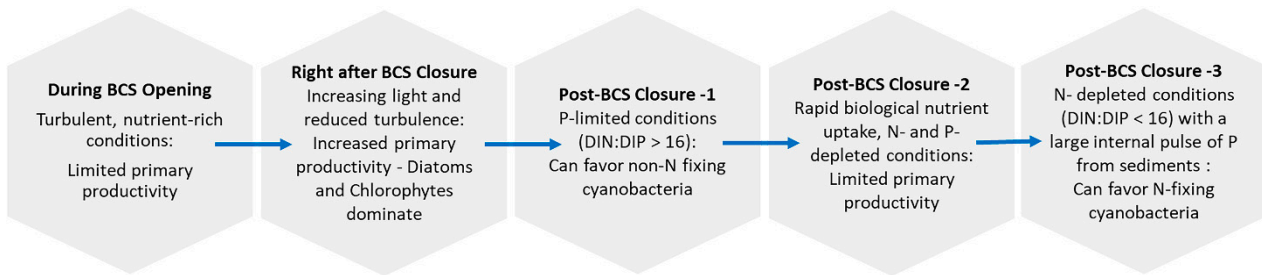 During BCS Opening
Turbulent, nutrient-rich
conditions:
Limited primary
productivity
Right after BCS Closure
Increasing light and
reduced turbulence:
Increased primary
productivity - Diatoms
and Chlorophytes
dominate
Post-BCS Closure -1
P-limited conditions
(DIN:DIP > 16):
Can favor non-N fixing
cyanobacteria
Post-BCS Closure -2
Rapid biological nutrient
uptake, N- and P-
depleted conditions:
Limited primary
productivity
Post-BCS Closure -3
N- depleted conditions
(DIN:DIP < 16) with a
large internal pulse of P
from sediments :
Can favor N-fixing
cyanobacteria